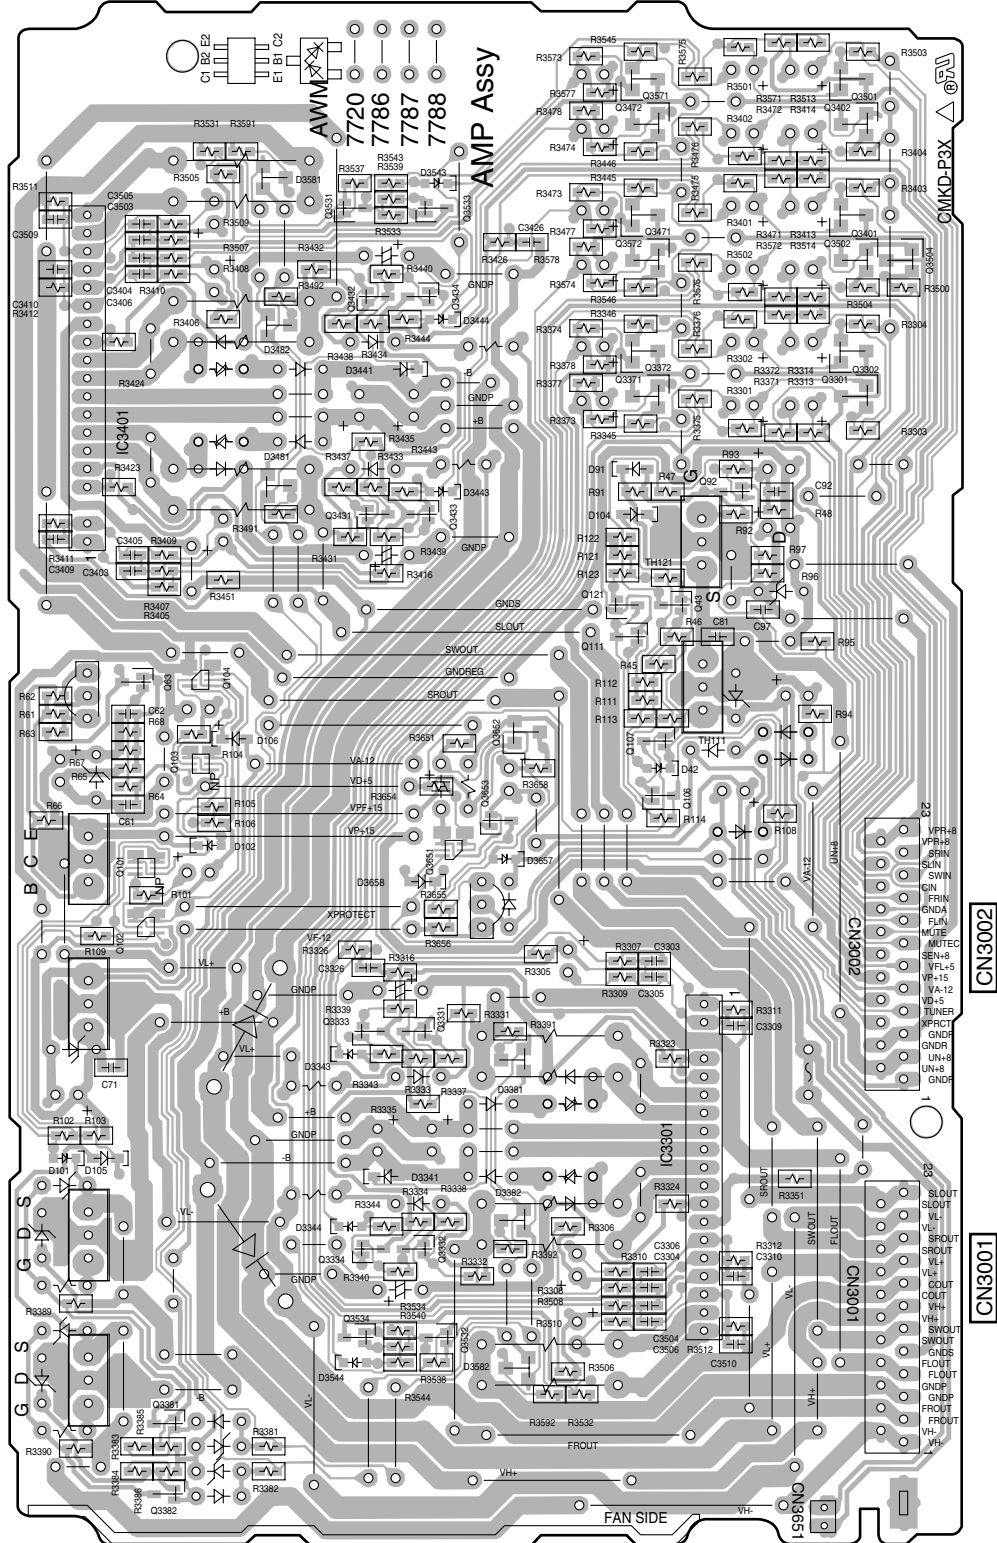 C1 B2 E2
E1 B1 C2
AWM
7720
7786
7787
7788
AMP Assy
CMKD-P3X
R3545
R3573
R3575
R3503
R3577
Q3571
R3501
Q3501
R3478
Q3472
R3571 R3513
R3472 R3414
Q3402
R3402
R3474
R3476
R3404
R3446
R3445
R3475
R3403
R3473
R3477
Q3471
R3401
R3471 R3413
Q3401
Q3572
R3572 R3514
Q3502
Q3504
R3502
R3578
R3574
R3576
R3500
R3504
R3546
R3346
R3376
R3304
R3374
R3378
Q3372
R3302
R3372 R3314
Q3302
R3377
Q3371
R3371 R3313
Q3301
R3301
R3373
R3375
R3345
R3303
R3531 R3591
R3511
R3505
D3581
R3537
R3543
R3539
D3543
C3505
C3503
Q3531
Q3533
C3509
R3509
R3533
R3507
R3432
C3426
R3426
R3408
R3440
GNDP
C3410
R3412
C3404
C3406
R3410
R3492
Q3432
Q3434
R3406
D3482
D3444
R3444
R3438
R3434
R3424
D3441
-B
GNDP
+B
IC3401
R3435
R3443
R3423
D3481
R3437
R3433
D3443
R3491
Q3431
Q3433
R3411
C3409
C3405 R3409
C3403
1
R3431
R3439
GNDP
R3416
R3451
R3407
R3405
D91
R47
G
R93
Q92
C92
R91
R48
D104
R92
D
R122
R97
R121
TH121
R96
R123
S
Q121
Q43
C97
R46
C81
R95
Q111
R45
R112
R111
R113
TH111
R94
Q107
D42
Q106
R114
R108
GNDS
SLOUT
SWOUT
GNDREG
SROUT
R62
Q63
Q104
R61
C62
R68
R63
D106
R67
Q103
R104
R65
NP
R64
R105
R66
C61
R106
D102
B C E
Q101
NP
R101
R109
Q102
R3651
Q3652
VA-12
VD+5
R3654
Q3653
R3658
VPF+15
VP+15
Q3651
D3657
D3658
R3655
XPROTECT
R3656
UN+8
VA-12
23
VPR+8
VPR+8
SRIN
SLIN
SWIN
CIN
FRIN
GNDA
FLIN
MUTE
MUTEC
SEN+8
VFL+5
VP+15
VA-12
VD+5
TUNER
XPRCT
GNDR
GNDR
UN+8
UN+8
GNDF
1
CN3002
CN3002
VF-12
R3326
VL+
C3326
R3316
R3305
R3307 C3303
R3309 C3305
GNDP
R3339
Q3333
Q3331
R3331
R3391
R3311
C3309
1
+B
VL+
C71
D3343
R3343
R3333
R3337
D3381
R3323
+B
R3335
R102 R103
GNDP
-B
IC3301
D101 D105
D3341
R3334
R3338
D3382
R3324
R3351
SROUT
G D S
R3344
D3344
R3306
SWOUT
FLOUT
VL-
Q3334
Q3332
R3392
R3310
C3306
C3304
R3312
C3310
GNDP
R3340
R3332
R3308
R3508
R3389
R3534
R3540
Q3534
Q3532
R3510
C3504
C3506
R3512
C3510
VL-
VL+
D3544
R3538
D3582
R3506
G D S
-B
VL-
R3544
R3592 R3532
VH+
Q3381
R3385
R3390
R3383
R3381
FROUT
R3384
R3386
Q3382
R3382
VH+
VH-
FAN SIDE
CN3651
23
SLOUT
SLOUT
VL-
VL-
SROUT
SROUT
VL+
VL+
COUT
COUT
VH+
VH+
SWOUT
SWOUT
GNDS
FLOUT
FLOUT
GNDP
GNDP
FROUT
FROUT
VH-
VH-
1
CN3001
CN3001